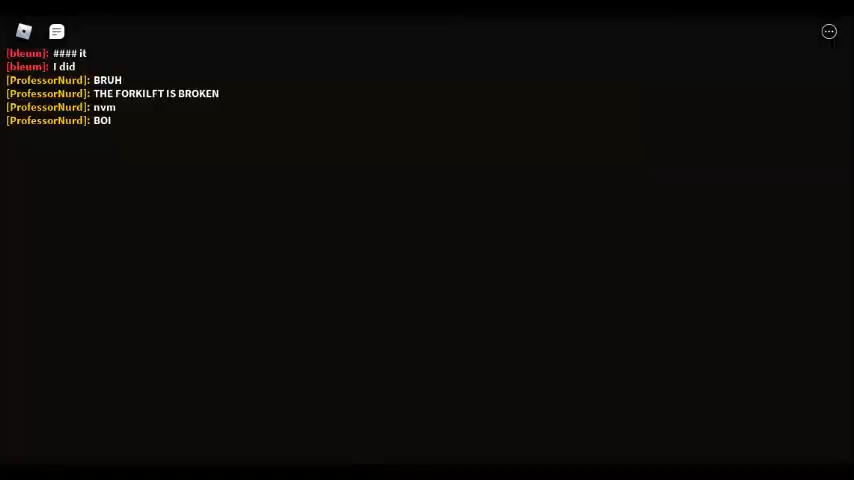 [bleum]: #### it
[bleum]: I did
[ProfessorNurd]: BRUH
[ProfessorNurd]: THE FORKILFT IS BROKEN
[ProfessorNurd]: nvm
[ProfessorNurd]: BOI